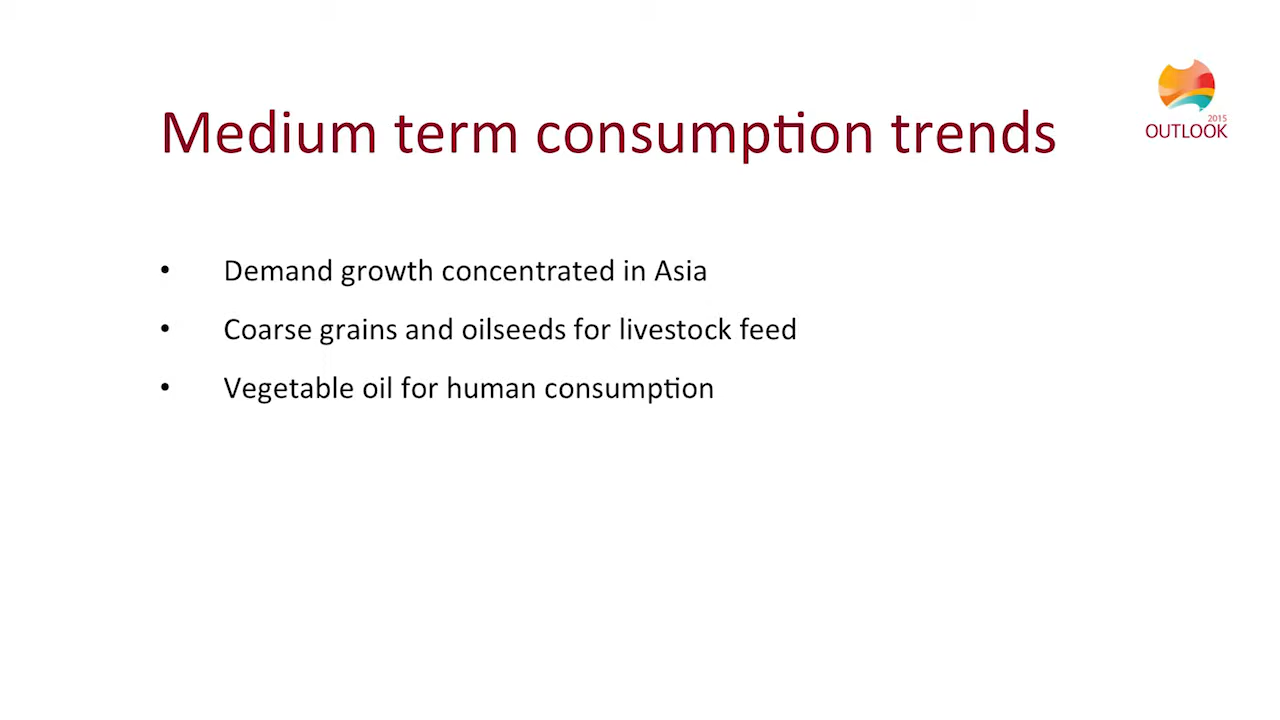 Medium term consumption trends
2015
OUTLOOK
• Demand growth concentrated in Asia
• Coarse grains and oilseeds for livestock feed
• Vegetable oil for human consumption